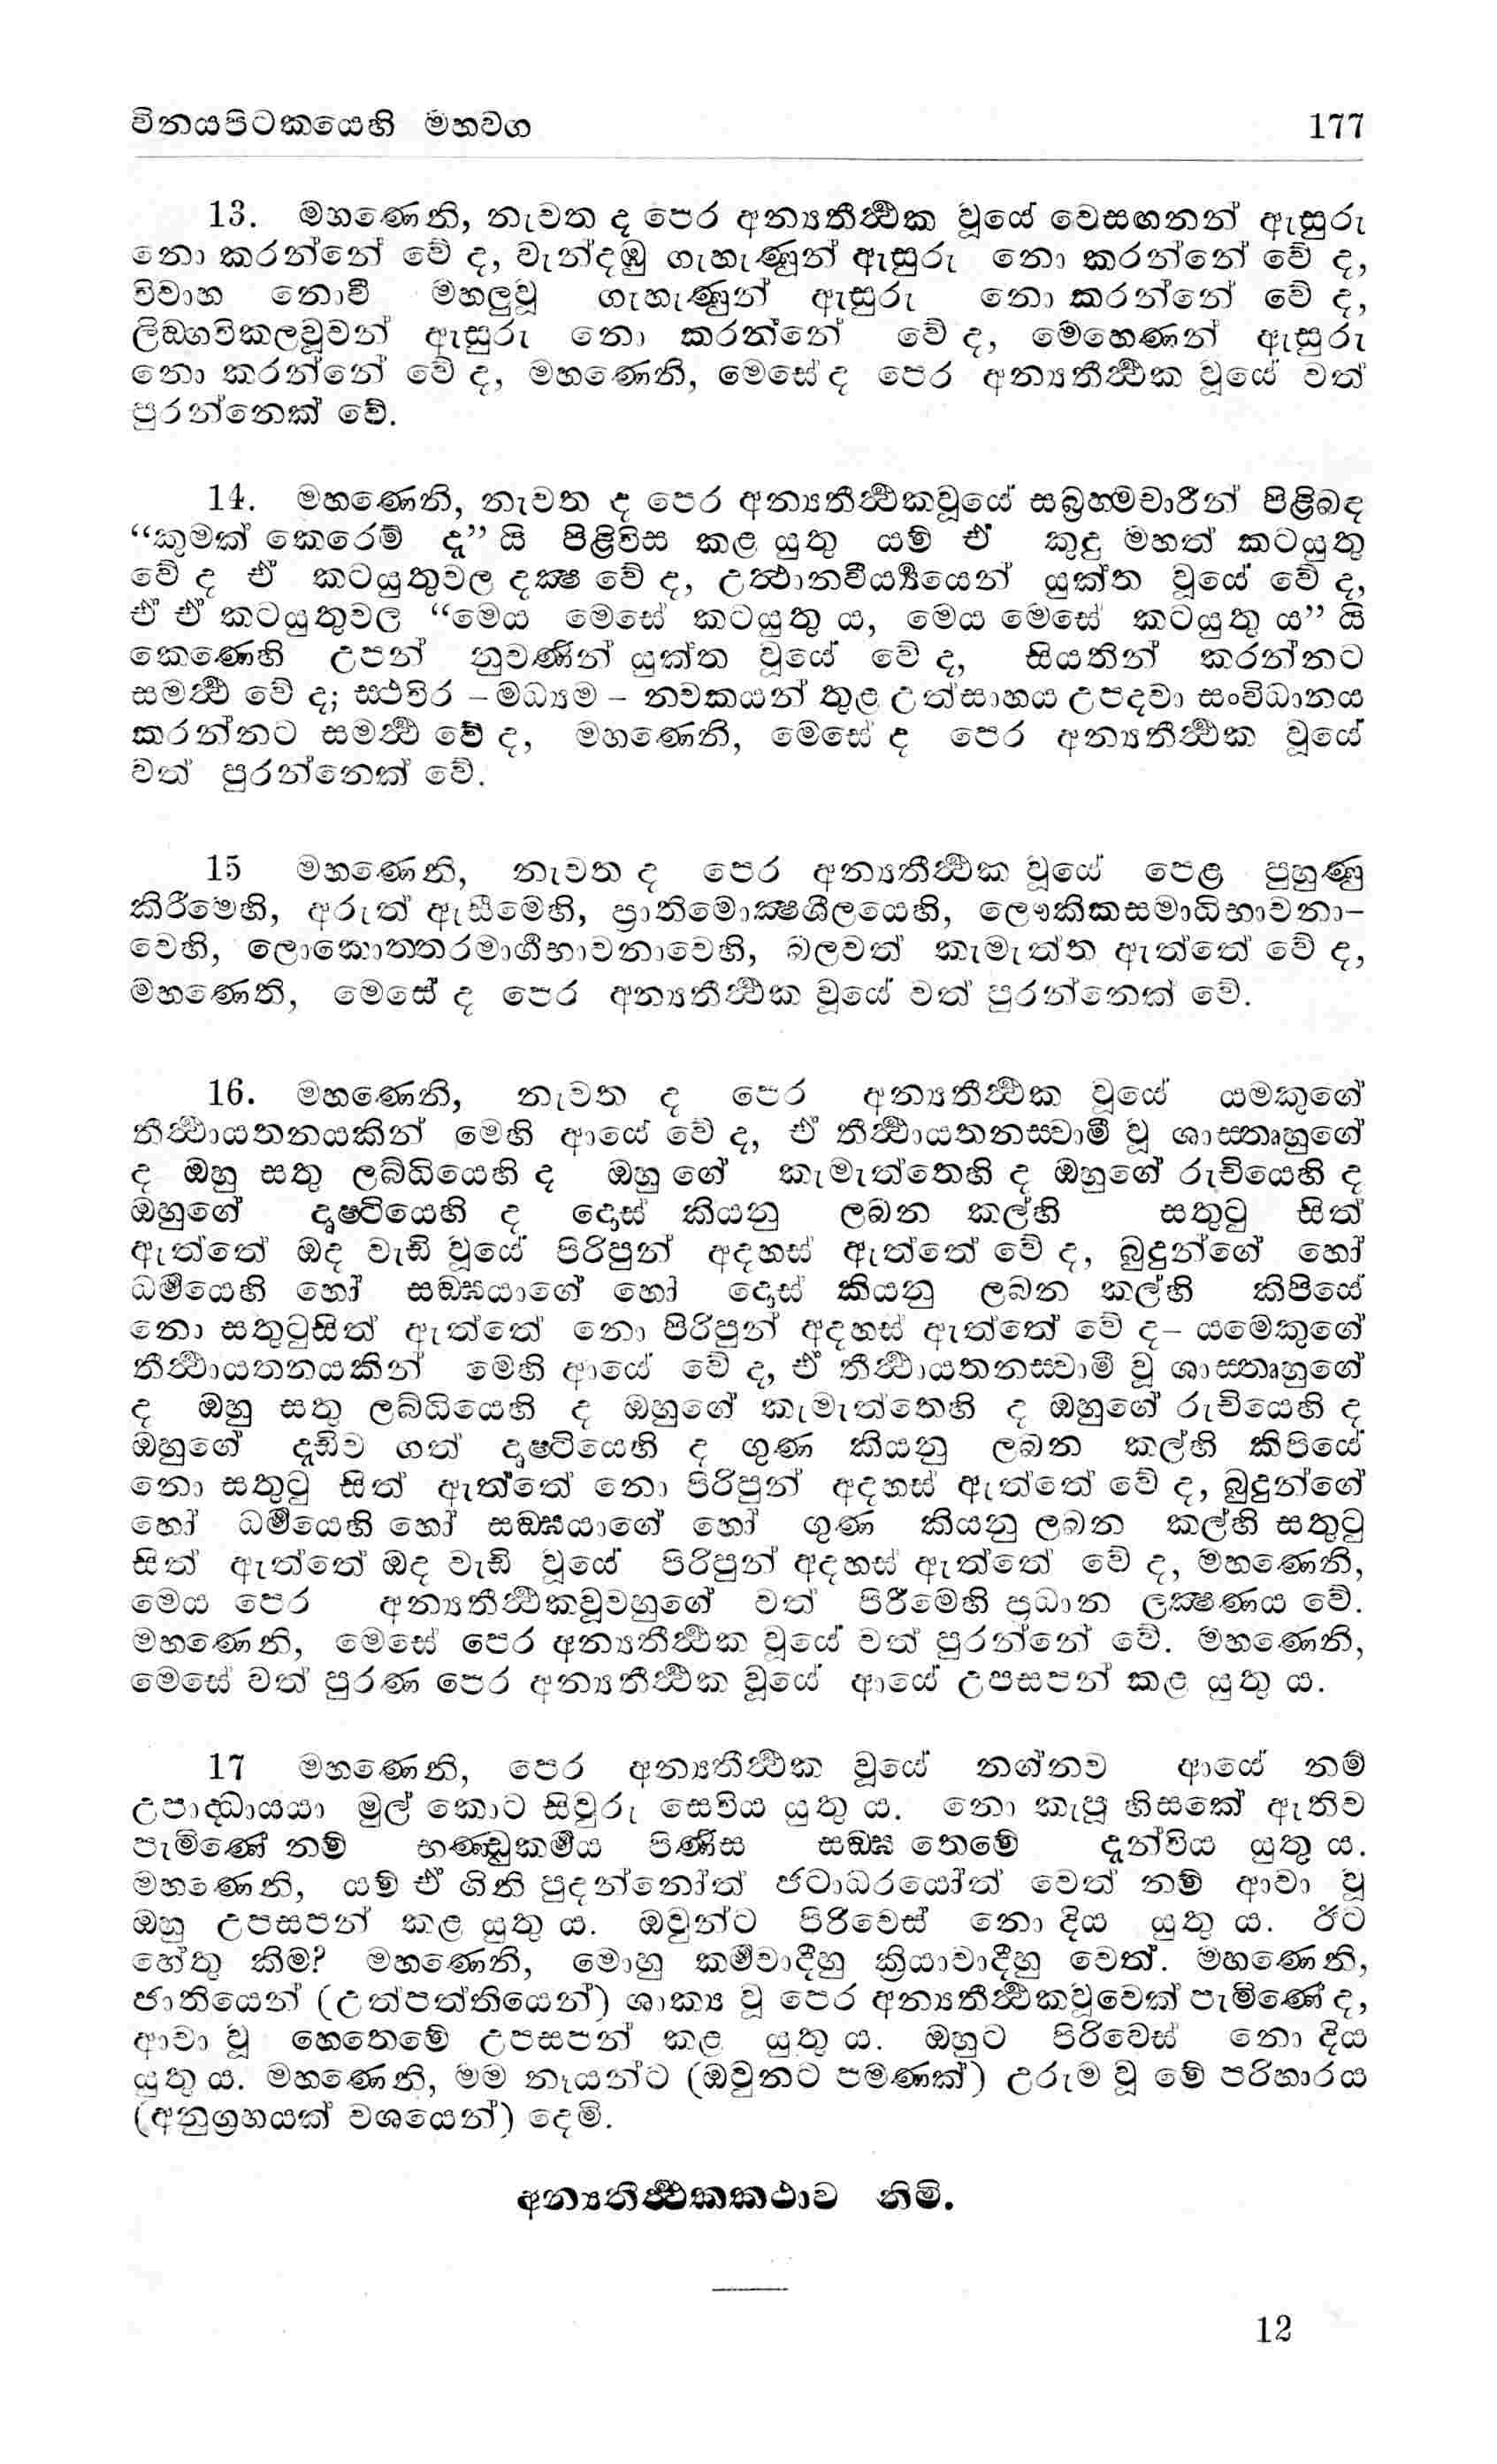 විනයපිටකයෙහි මහවග 177
13. මහණෙනි, නැවත ද පෙර අන්‍යතීර්‍ත්‍ථක වූයේ වෙසඟනන් ඇසුරු
නො කරන්නේ වේ ද, වැන්දඹු ගැහැණුන් ඇසුරු නො කරන්නේ වේ ද,
විවාහ නොවී මහලුවූ ගැහැණුන් ඇසුරු නො කරන්නේ වේ ද,
ලිඞ්ගවිකලවූවන් ඇසුරු නො කරන්නේ වේ ද, මෙහෙණන් ඇසුරු
නො කරන්නේ වේ ද, මහණෙනි, මෙසේ ද පෙර අන්‍යතීර්‍ත්‍ථක වූයේ වත්
පුරන්නෙක් වේ.
14. මහණෙනි, නැවත ද පෙර අන්‍යතීර්‍ත්‍ථකවූයේ සබ්‍රහ්මචාරීන් පිළිබඳ
“කුමක් කෙරෙම් ද” යි පිළිවිස කළ යුතු යම් ඒ කුදු මහත් කටයුතු
වේ ද ඒ කටයුතුවල දක්‍ෂ වේ ද, උත්‍ථානවීර්‍ය්‍යයෙන් යුක්ත වූයේ වේ ද,
ඒ ඒ කටයුතුවල “මෙය මෙසේ කටයුතු ය, මෙය මෙසේ කටයුතු ය” යි
කෙණෙහි උපන් නුවණින් යුක්ත වූයේ වේ ද, සියතින් කරන්නට
සමර්‍ත්‍ථ වේ ද; ස්‍ථවිර – මධ්‍යම – නවකයන් තුළ උත්සාහය උපදවා සංවිධානය
කරන්නට සමර්‍ත්‍ථ වේ ද, මහණෙනි, මෙසේ ද පෙර අන්‍යතීර්‍ත්‍ථක වූයේ
වත් පුරන්නෙක් වේ.
15 මහණෙනි, නැවත ද පෙර අන්‍යතීර්‍ත්‍ථක වූයේ පෙළ පුහුණු
කිරීමෙහි, අරුත් ඇසීමෙහි, ප්‍රාතිමොක්‍ෂශීලයෙහි, ලෞකිකසමාධිභාවනා–
වෙහි, ලොකොත්තරමාර්‍ගභාවනාවෙහි, බලවත් කැමැත්ත ඇත්තේ වේ ද,
මහණෙනි, මෙසේ ද පෙර අන්‍යතීර්‍ත්‍ථක වූයේ වත් පුරන්නෙක් වේ.
16. මහණෙනි, නැවත ද පෙර අන්‍යතීර්‍ත්‍ථක වූයේ යමකුගේ
තීර්‍ත්‍ථායතනයකින් මෙහි ආයේ වේ ද, ඒ තීර්‍ත්‍ථායතනස්වාමී වූ ශාස්තෘහුගේ
ද ඔහු සතු ලබ්ධියෙහි ද ඔහු ගේ කැමැත්තෙහි ද ඔහුගේ රුචියෙහි ද
ඔහුගේ දෘෂ්ටියෙහි ද දොස් කියනු ලබන කල්හි සතුටු සිත්
ඇත්තේ ඔද වැඩි වූයේ පිරිපුන් අදහස් ඇත්තේ වේ ද, බුදුන්ගේ හෝ
ධර්‍මයෙහි හෝ සඞ්ඝයාගේ හෝ දොස් කියනු ලබන කල්හි කිපියේ
නො සතුටුසිත් ඇත්තේ නො පිරිපුන් අදහස් ඇත්තේ වේ ද– යමෙකුගේ
තීර්‍ත්‍ථායතනයකින් මෙහි ආයේ වේ ද, ඒ තීර්‍ත්‍ථායතනස්වාමී වූ ශාස්තෘහුගේ
ද ඔහු සතු ලබ්ධියෙහි ද ඔහුගේ කැමැත්තෙහි ද ඔහුගේ රුචියෙහි ද
ඔහුගේ දැඩිව ගත් දෘෂ්ටියෙහි ද ගුණ කියනු ලබන කල්හි කිපියේ
නො සතුටු සිත් ඇත්තේ නො පිරිපුන් අදහස් ඇත්තේ වේ ද, බුදුන්ගේ
හෝ ධර්‍මයෙහි හෝ සඞ්ඝයාගේ හෝ ගුණ කියනු ලබන කල්හි සතුටු
සිත් ඇත්තේ ඔද වැඩි වූයේ පිරිපුන් අදහස් ඇත්තේ වේ ද, මහණෙනි,
මෙය පෙර අන්‍යතීර්‍ත්‍ථකවූවහුගේ වත් පිරීමෙහි ප්‍රධාන ලක්‍ෂණය වේ.
මහණෙනි, මෙසේ පෙර අන්‍යතීර්‍ත්‍ථක වූයේ වත් පුරන්නේ වේ. මහණෙනි,
මෙසේ වත් පුරණ පෙර අන්‍යතීර්‍ත්‍ථක වූයේ ආයේ උපසපන් කළ යුතු ය.
17 මහණෙනි, පෙර අන්‍යතීර්‍ත්‍ථක වූයේ නග්නව ආයේ නම්
උපාද්ධ්‍යායයා මුල් කොට සිවුරු සෙවිය යුතු ය. නො කැපූ හිසකේ ඇතිව
පැමිණේ නම් භණ්ඩුකර්‍මය පිණිස සඞ්ඝ තෙමේ දැන්විය යුතු ය.
මහණෙනි, යම් ඒ ගිනි පුදන්නෝත් ජටාධරයෝත් වෙත් නම් ආවා වූ
ඔහු උපසපන් කළ යුතු ය. ඔවුන්ට පිරිවෙස් නො දිය යුතු ය. ඊට
හේතු කිම? මහණෙනි, මොහු කර්‍මවාදීහු ක්‍රියාවාදීහු වෙත්. මහණෙනි,
ජාතියෙන් (උත්පත්තියෙන්) ශාක්‍ය වූ පෙර අන්‍යතීර්‍ත්‍ථකවූවෙක් පැමිණේ ද,
ආවා වූ හෙතෙමේ උපසපන් කළ යුතු ය. ඔහුට පිරිවෙස් නො දිය
යුතු ය. මහණෙනි, මම නෑයන්ට (ඔවුනට පමණක්) උරුම වූ මේ පරිහාරය
(අනුග්‍රහයක් වශයෙන්) දෙමි.
අන්‍යතීර්‍ත්‍ථකකථාව නිමි.
12